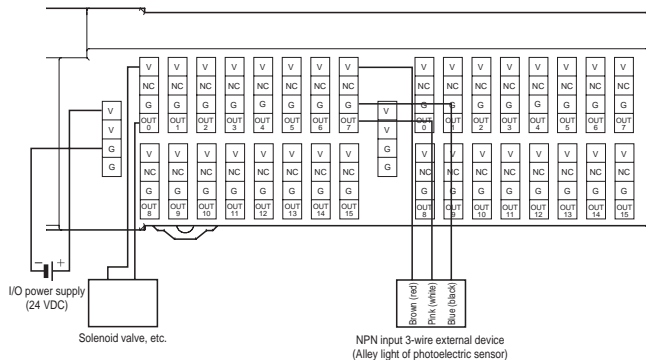 V V V V V V V V V V V V V V V V
NC NC NC NC NC NC NC NC NC NC NC NC NC NC NC NC
V V
G G G G G G G G G G G G G G G G
OUT 0 OUT 1 OUT 2 OUT 3 OUT 4 OUT 5 OUT 6 OUT 7 OUT 0 OUT 1 OUT 2 OUT 3 OUT 4 OUT 5 OUT 6 OUT 7
V V
G G
V V V V V V V V V V V V V V V V
G G
NC NC NC NC NC NC NC NC NC NC NC NC NC NC NC NC
G G G G G G G G G G G G G G G G
OUT 8 OUT 9 OUT 10 OUT 11 OUT 12 OUT 13 OUT 14 OUT 15 OUT 8 OUT 9 OUT 10 OUT 11 OUT 12 OUT 13 OUT 14 OUT 15
− +
I/O power supply
(24 VDC)
Solenoid valve, etc.
Brown (red)
Pink (white)
Blue (black)
NPN input 3-wire external device
(Alley light of photoelectric sensor)